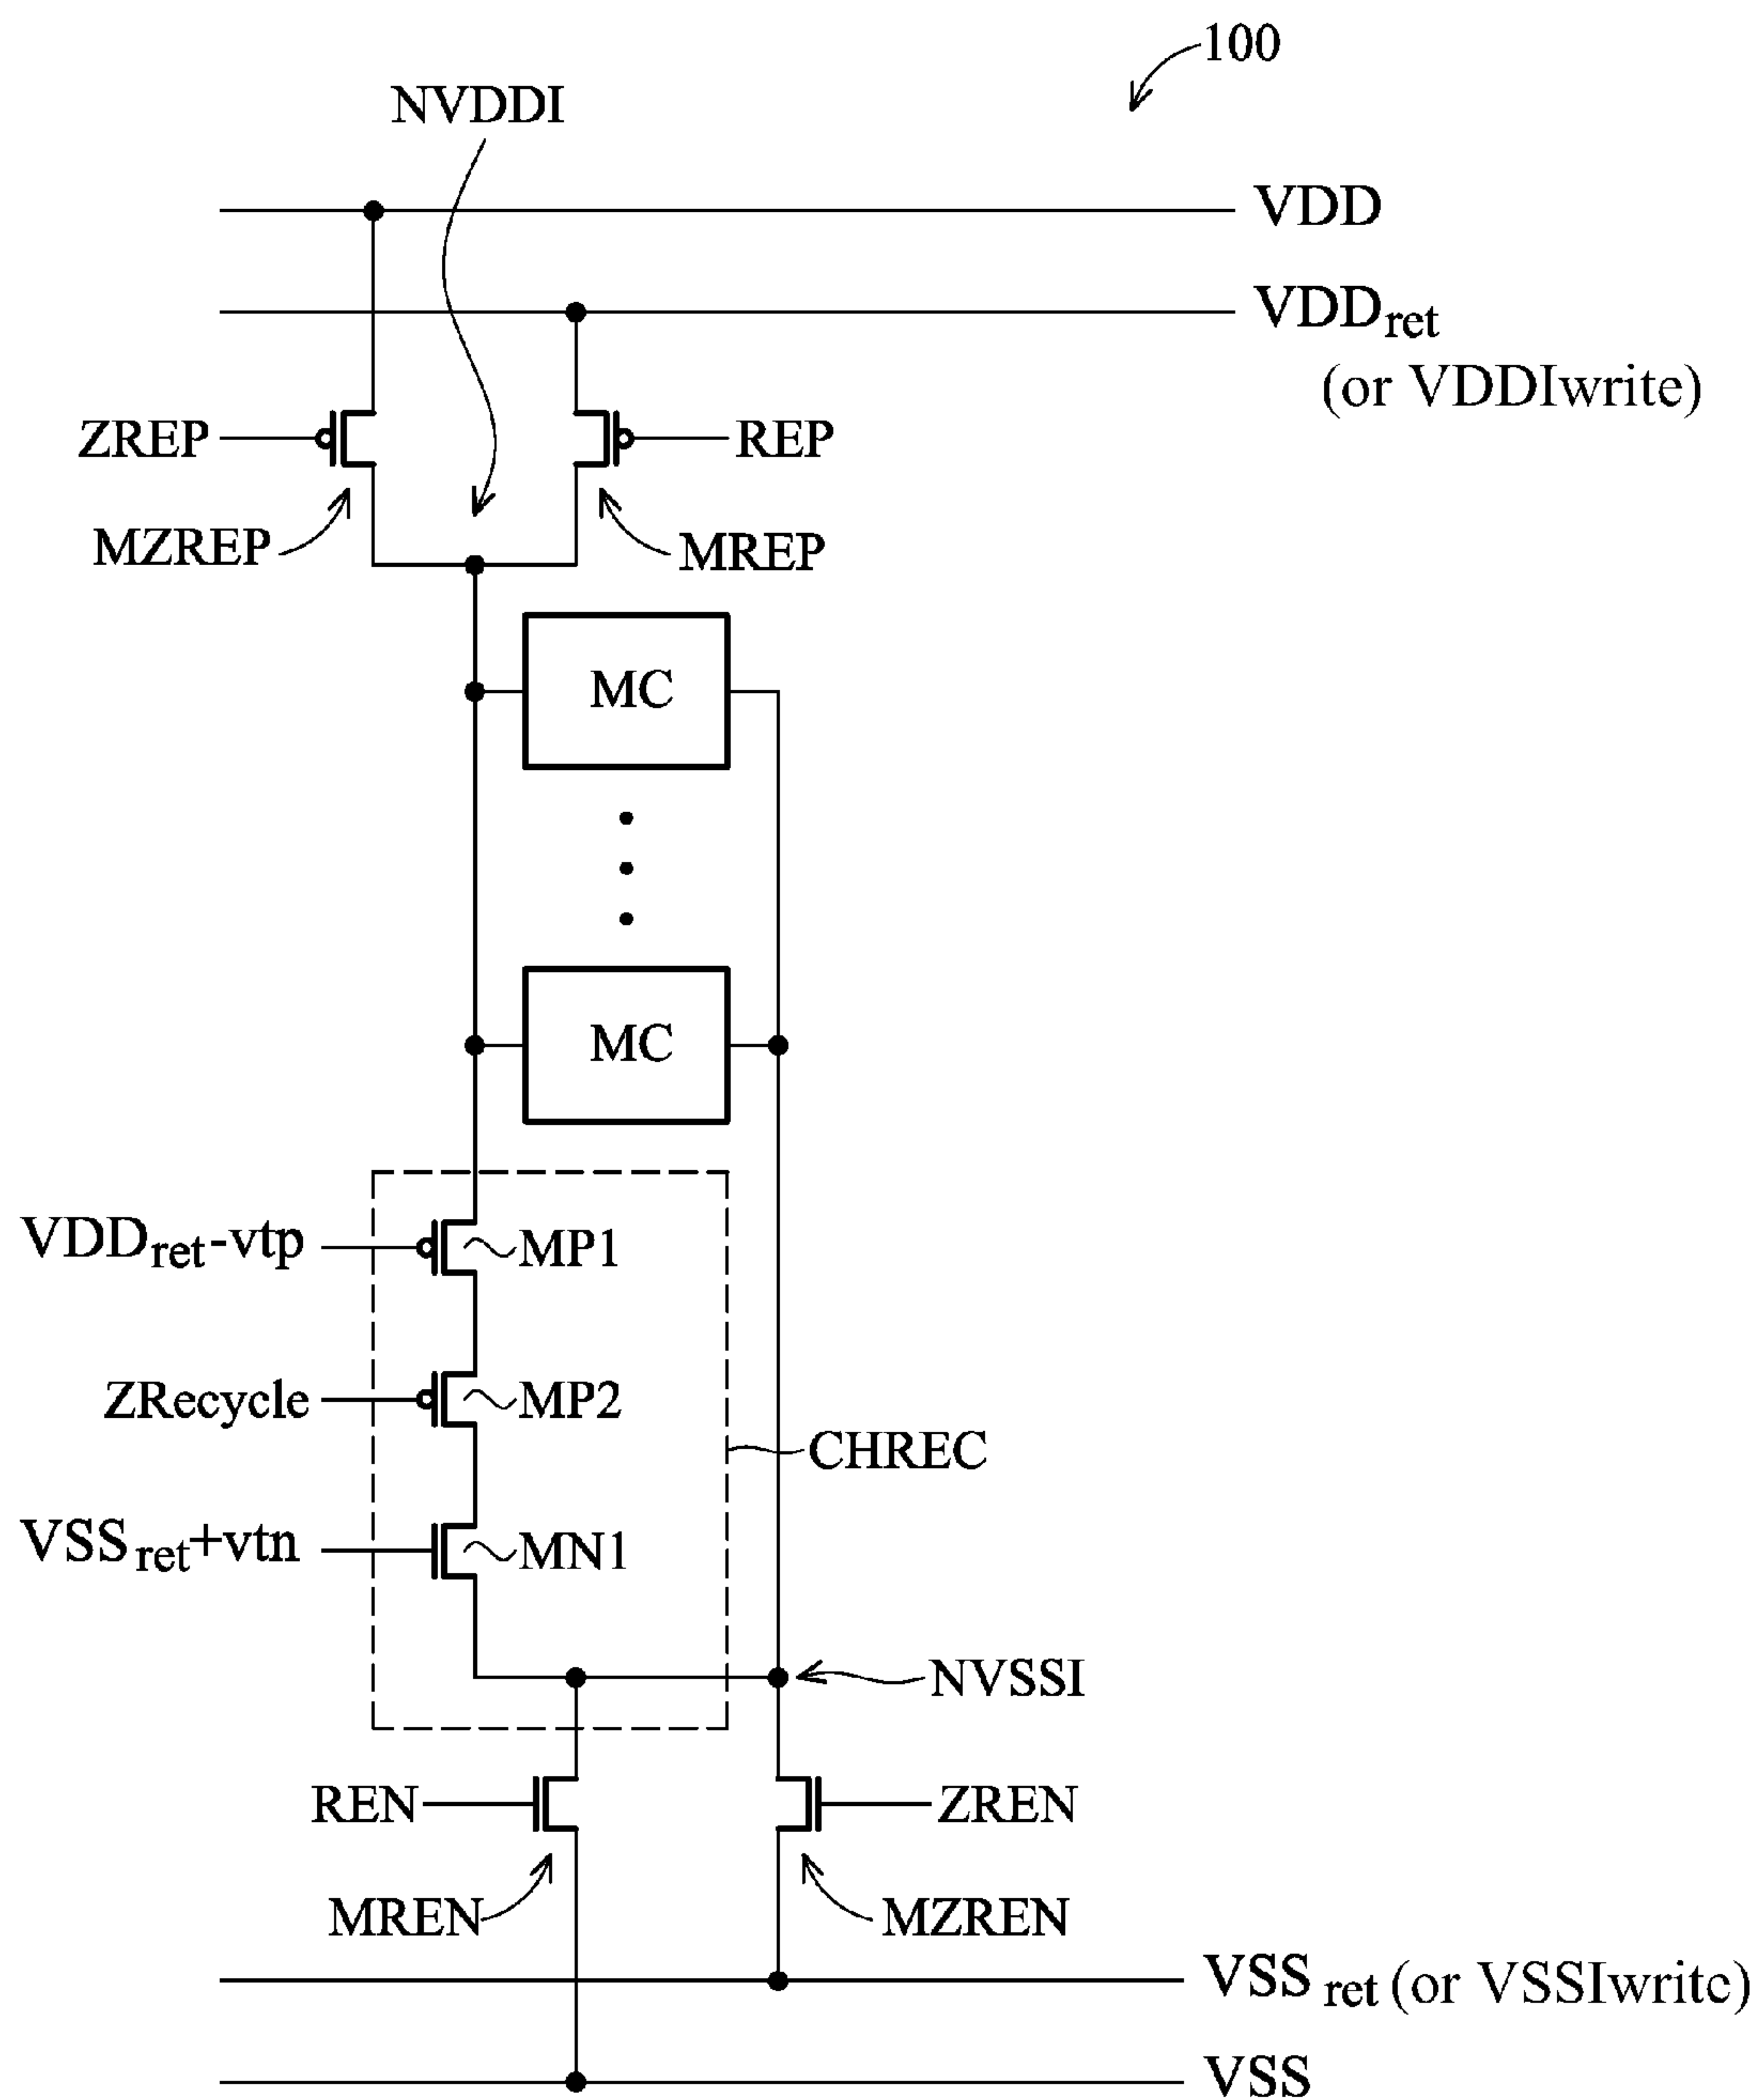 100
NVDDI
VDD
VDDret
(or VDDIwrite)
ZREP
REP
MZREP
MREP
MC
MC
VDDret-vtp
MP1
ZRecycle
MP2
CHREC
VSSret+vtn
MN1
NVSSI
REN
ZREN
MREN
MZREN
VSS ret (or VSSIwrite)
VSS